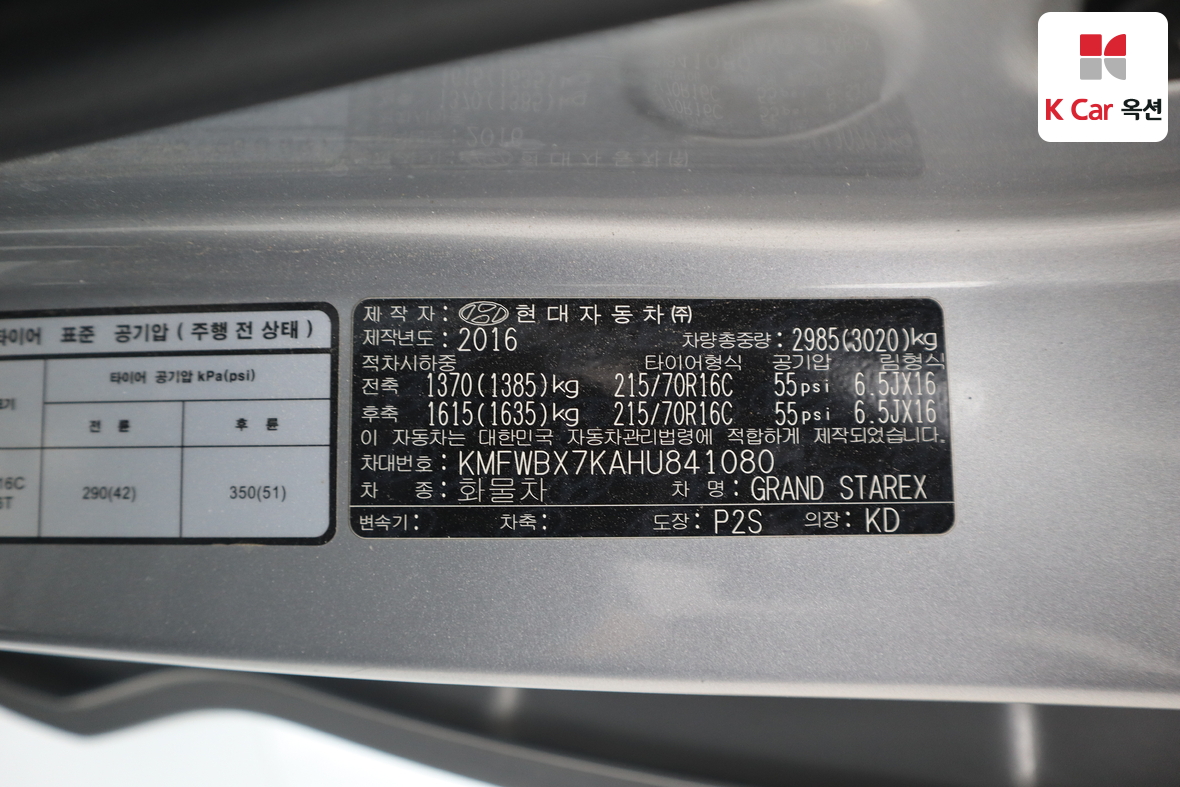 K Car 옥션
타이어 표준 공기압 ( 주행 전 상태 )
타이어 공기압 kPa(psi)
전 륜 후 륜
16C
290(42) 350(51)
제 작 자 : 현 대 자 동 차 ㈜
제작년도 : 2016 차량총중량 : 2985(3020)kg
적차시하중 타이어형식 공기압 림형식
전축 1370(1385)kg 215/70R16C 55psi 6.5JX16
후축 1615(1635)kg 215/70R16C 55psi 6.5JX16
이 자동차는 대한민국 자동차관리법령에 적합하게 제작되었습니다.
차대번호 : KMFWBX7KAHU841080
차 종 : 화물차 차 명 : GRAND STAREX
변속기 : 차축 : 도장 : P2S 의장 : KD